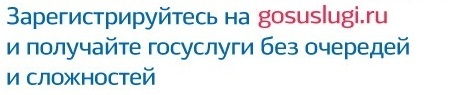 Зарегистрируйтесь на gosuslugi.ru
и получайте госуслуги без очередей
и сложностей